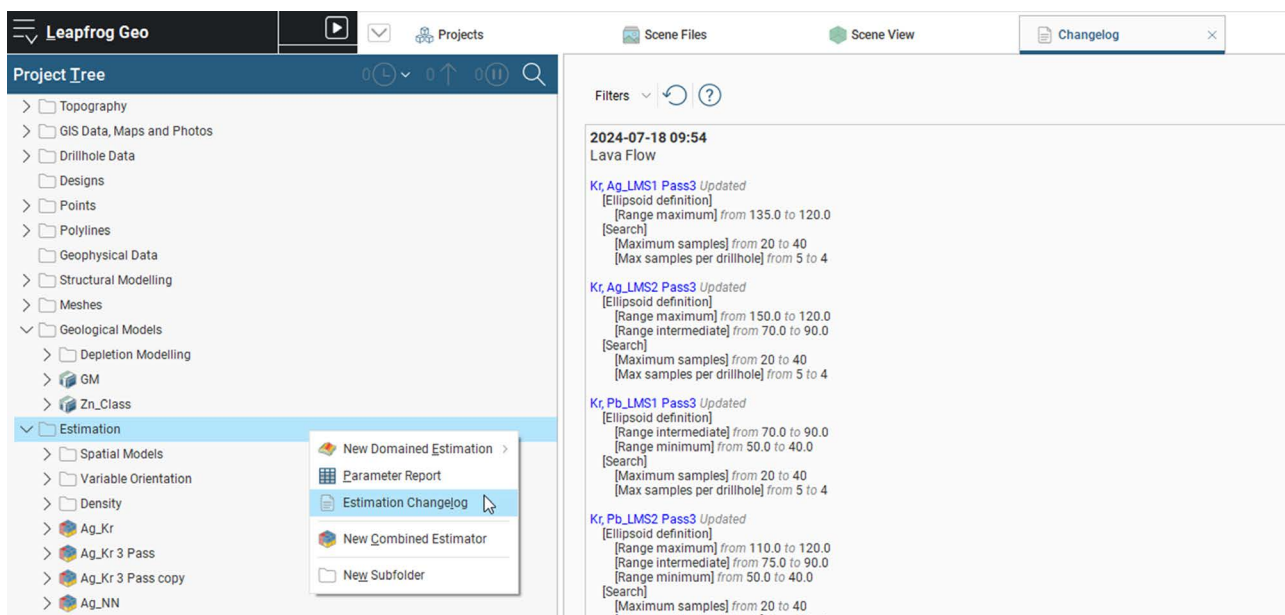 Leapfrog Geo
Projects
Scene Files
Scene View
Changelog
Project Tree
0
0
0
Topography
GIS Data, Maps and Photos
Drillhole Data
Designs
Points
Polylines
Geophysical Data
Structural Modelling
Meshes
Geological Models
Depletion Modelling
GM
Zn_Class
Estimation
Spatial Models
Variable Orientation
Density
Ag_Kr
Ag_Kr 3 Pass
Ag_Kr 3 Pass copy
Ag_NN
New Domained Estimation
Parameter Report
Estimation Changelog
New Combined Estimator
New Subfolder
Filters
2024-07-18 09:54
Lava Flow
Kr, Ag_LMS1 Pass3 Updated
[Ellipsoid definition]
[Range maximum] from 135.0 to 120.0
[Search]
[Maximum samples] from 20 to 40
[Max samples per drillhole] from 5 to 4
Kr, Ag_LMS2 Pass3 Updated
[Ellipsoid definition]
[Range maximum] from 150.0 to 120.0
[Range intermediate] from 70.0 to 90.0
[Search]
[Maximum samples] from 20 to 40
[Max samples per drillhole] from 5 to 4
Kr, Pb_LMS1 Pass3 Updated
[Ellipsoid definition]
[Range intermediate] from 70.0 to 90.0
[Range minimum] from 50.0 to 40.0
[Search]
[Maximum samples] from 20 to 40
[Max samples per drillhole] from 5 to 4
Kr, Pb_LMS2 Pass3 Updated
[Ellipsoid definition]
[Range maximum] from 110.0 to 120.0
[Range intermediate] from 75.0 to 90.0
[Range minimum] from 50.0 to 40.0
[Search]
[Maximum samples] from 20 to 40